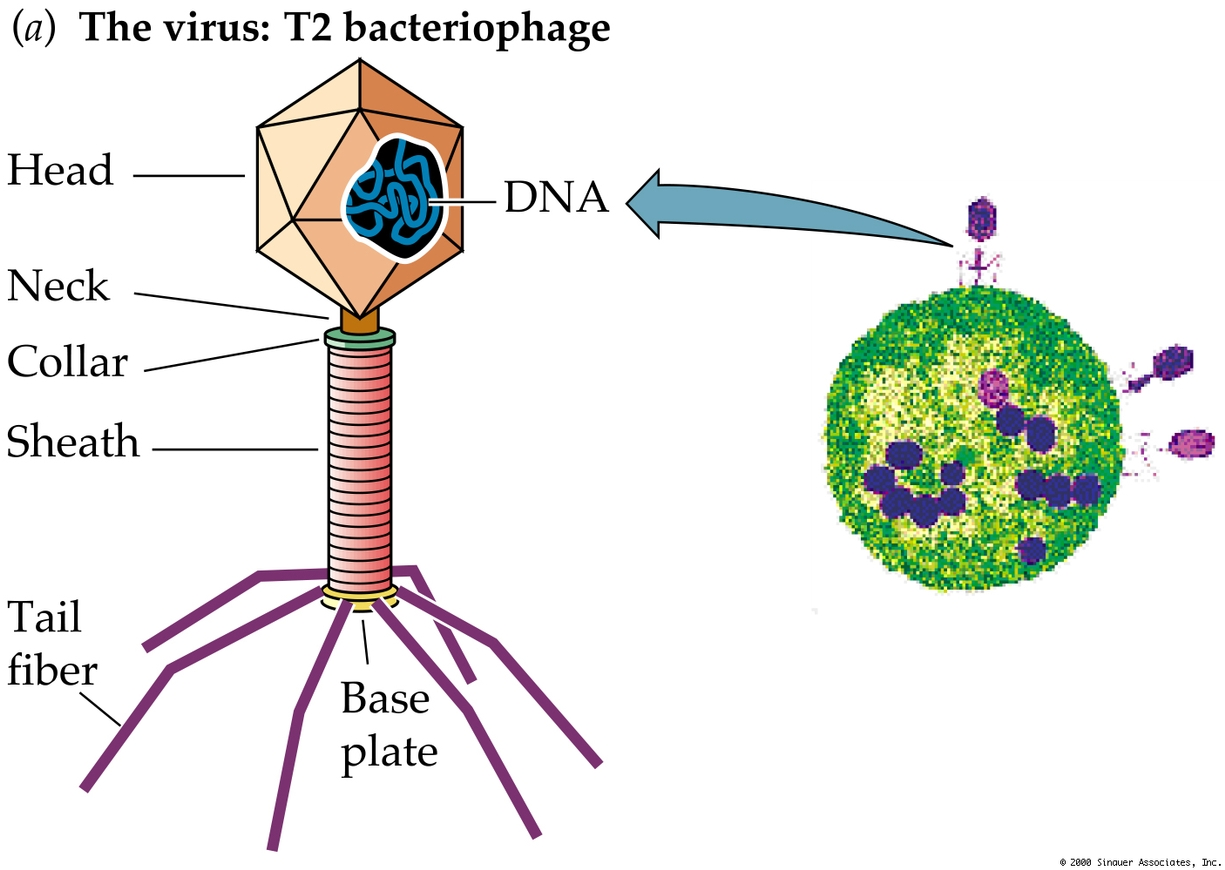 (a) The virus: T2 bacteriophage
Head
DNA
Neck
Collar
Sheath
Tail
fiber
Base
plate
© 2000 Sinauer Associates, Inc.